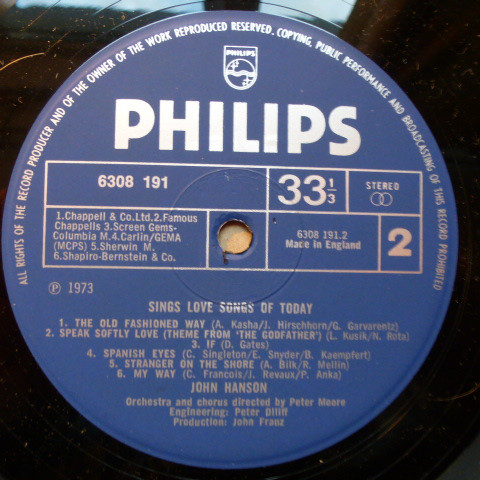 ALL RIGHTS OF THE RECORD PRODUCER AND OF THE OWNER OF THE WORK REPRODUCED RESERVED. COPYING, PUBLIC PERFORMANCE AND BROADCASTING OF THIS RECORD PROHIBITED
PHILIPS
PHILIPS
6308 191
33 1/3
STEREO
1.Chappell & Co.Ltd.2.Famous
Chappells 3.Screen Gems-
Columbia M.4.Carlin/GEMA
(MCPS) 5.Sherwin M.
6.Shapiro-Bernstein & Co.
6308 191.2
Made in England
2
Ⓟ 1973
SINGS LOVE SONGS OF TODAY
1. THE OLD FASHIONED WAY (A. Kasha/J. Hirschhorn/G. Garvarentz)
2. SPEAK SOFTLY LOVE (THEME FROM 'THE GODFATHER') (L. Kusik/N. Rota)
3. IF (D. Gates)
4. SPANISH EYES (C. Singleton/E. Snyder/B. Kaempfert)
5. STRANGER ON THE SHORE (A. Bilk/R. Mellin)
6. MY WAY (C. Francois/J. Revaux/P. Anka)
JOHN HANSON
Orchestra and chorus directed by Peter Moore
Engineering: Peter Olliff
Production: John Franz